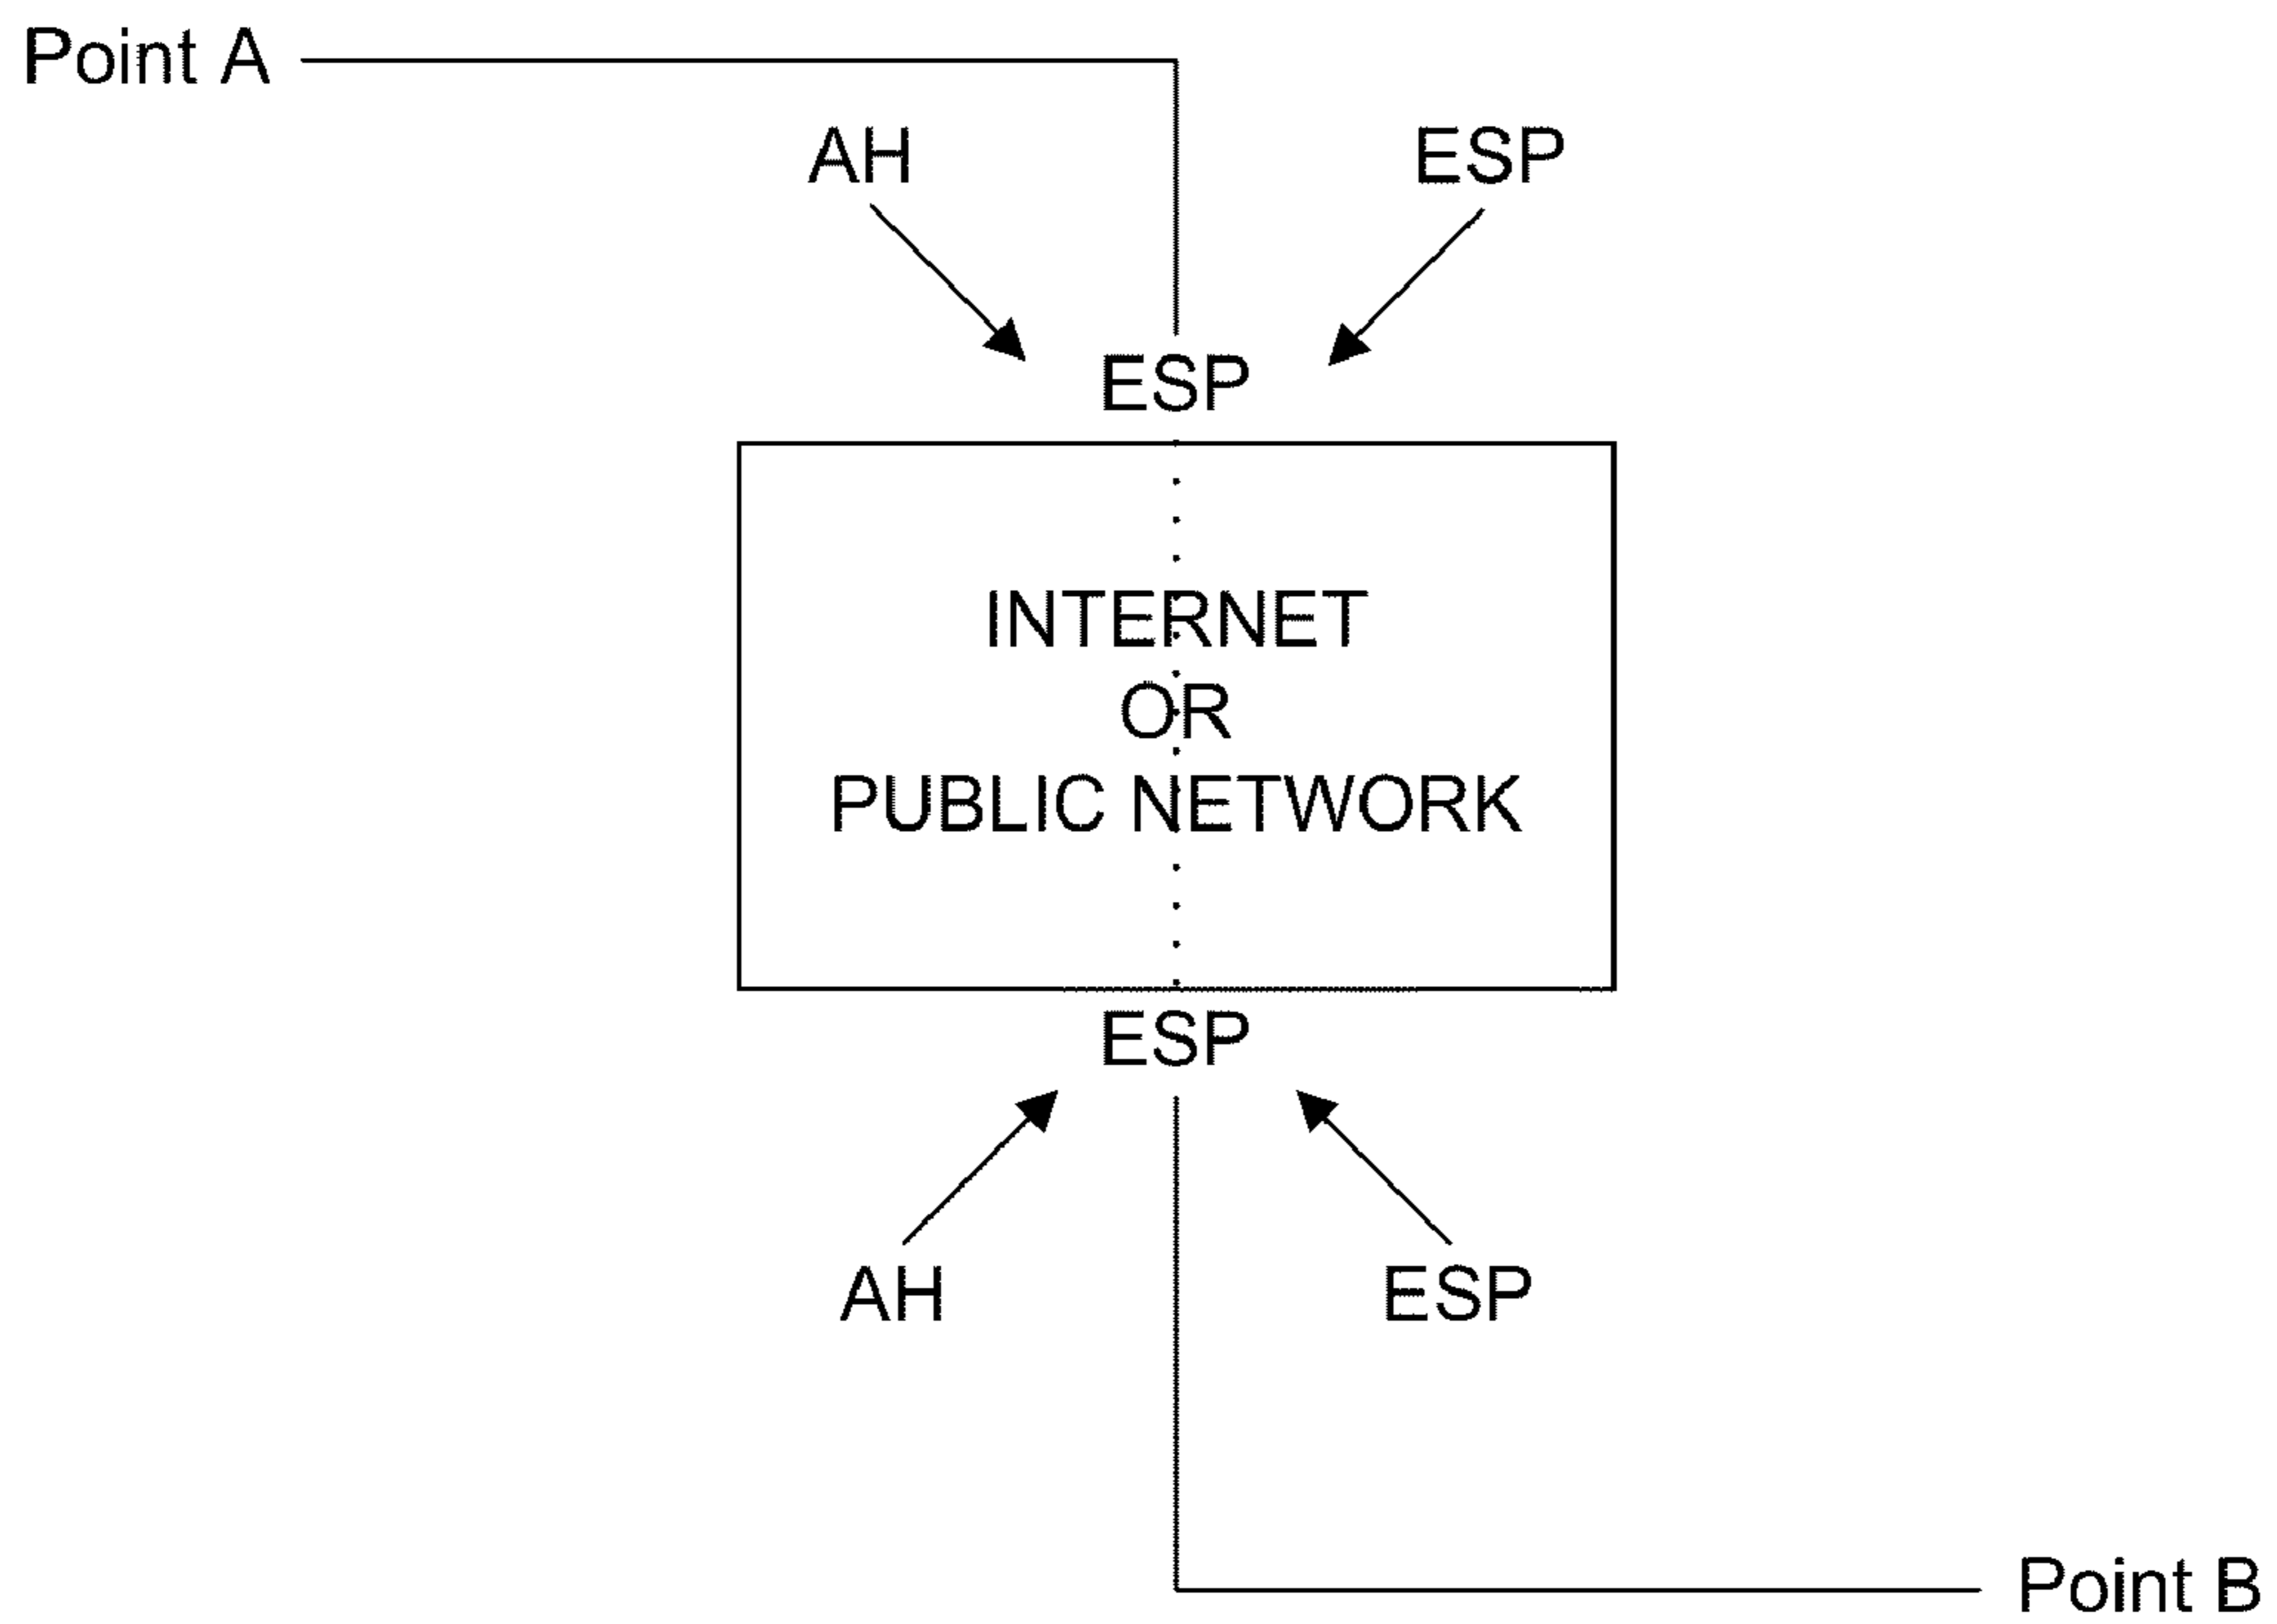 Point A
AH
ESP
ESP
INTERNET
OR
PUBLIC NETWORK
ESP
AH
ESP
Point B